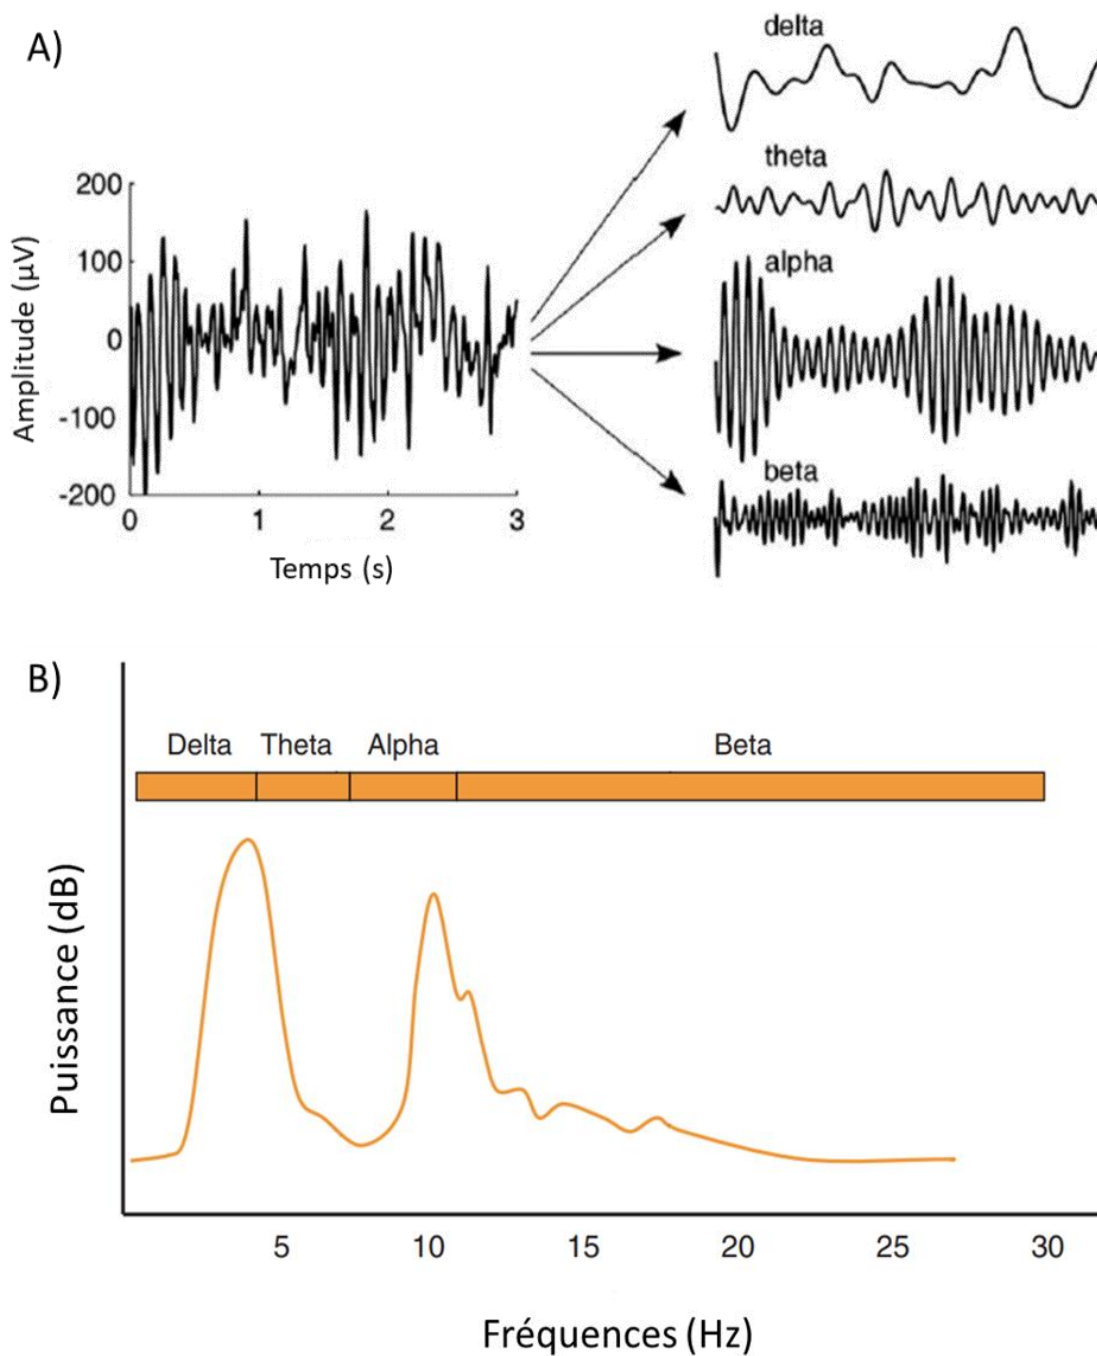 A)
delta
theta
alpha
beta
Amplitude (µV)
200
100
0
-100
-200
0 1 2 3
Temps (s)
B)
Delta Theta Alpha Beta
Puissance (dB)
5 10 15 20 25 30
Fréquences (Hz)